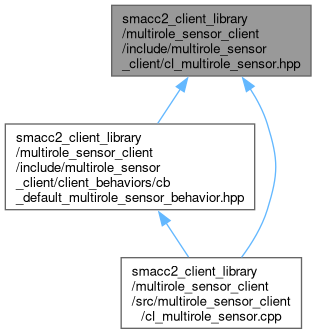 smacc2_client_library
/multirole_sensor_client
/include/multirole_sensor
_client/cl_multirole_sensor.hpp
smacc2_client_library
/multirole_sensor_client
/include/multirole_sensor
_client/client_behaviors/cb
_default_multirole_sensor_behavior.hpp
smacc2_client_library
/multirole_sensor_client
/src/multirole_sensor_client
/cl_multirole_sensor.cpp